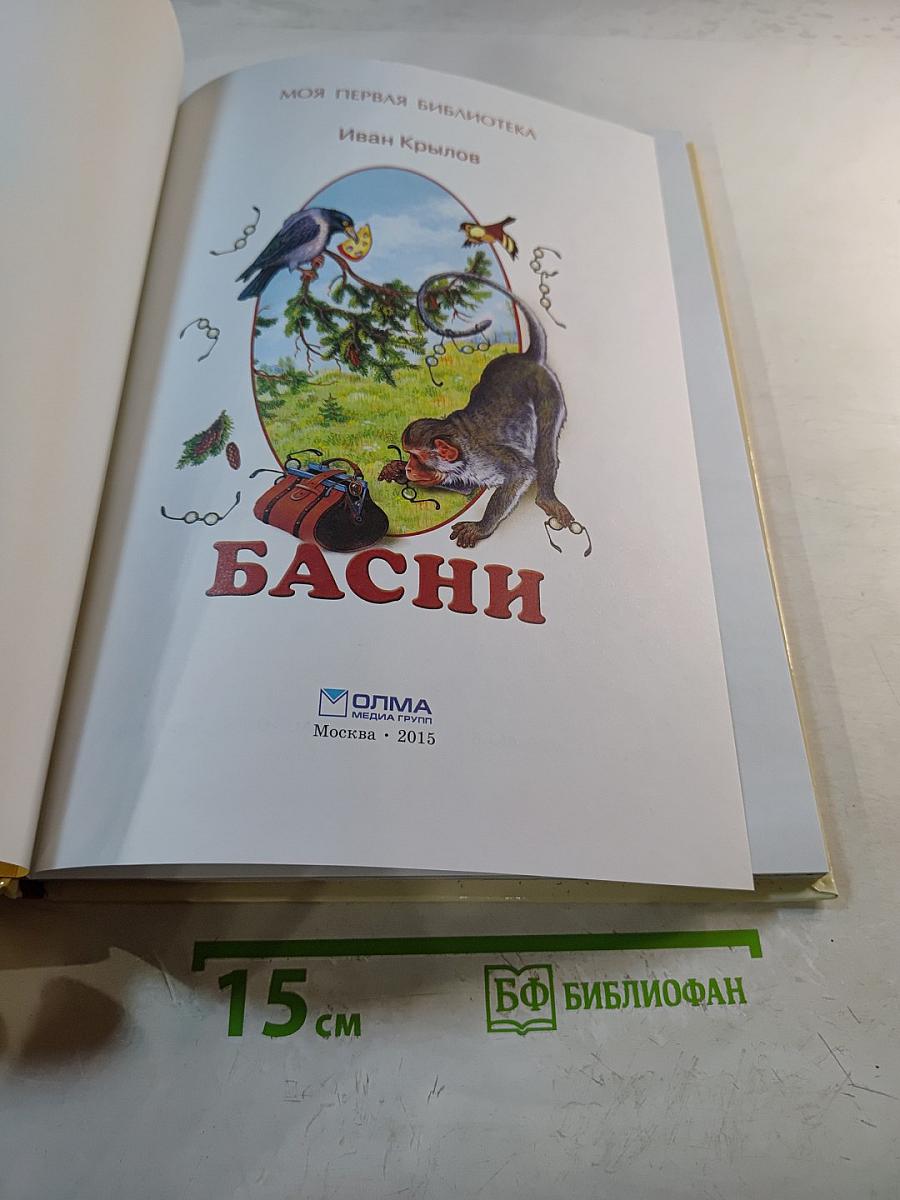 МОЯ ПЕРВАЯ БИБЛИОТЕКА
Иван Крылов
БАСНИ
ОЛМА
МЕДИА ГРУПП
Москва • 2015
15 см
БФ БИБЛИОФАН